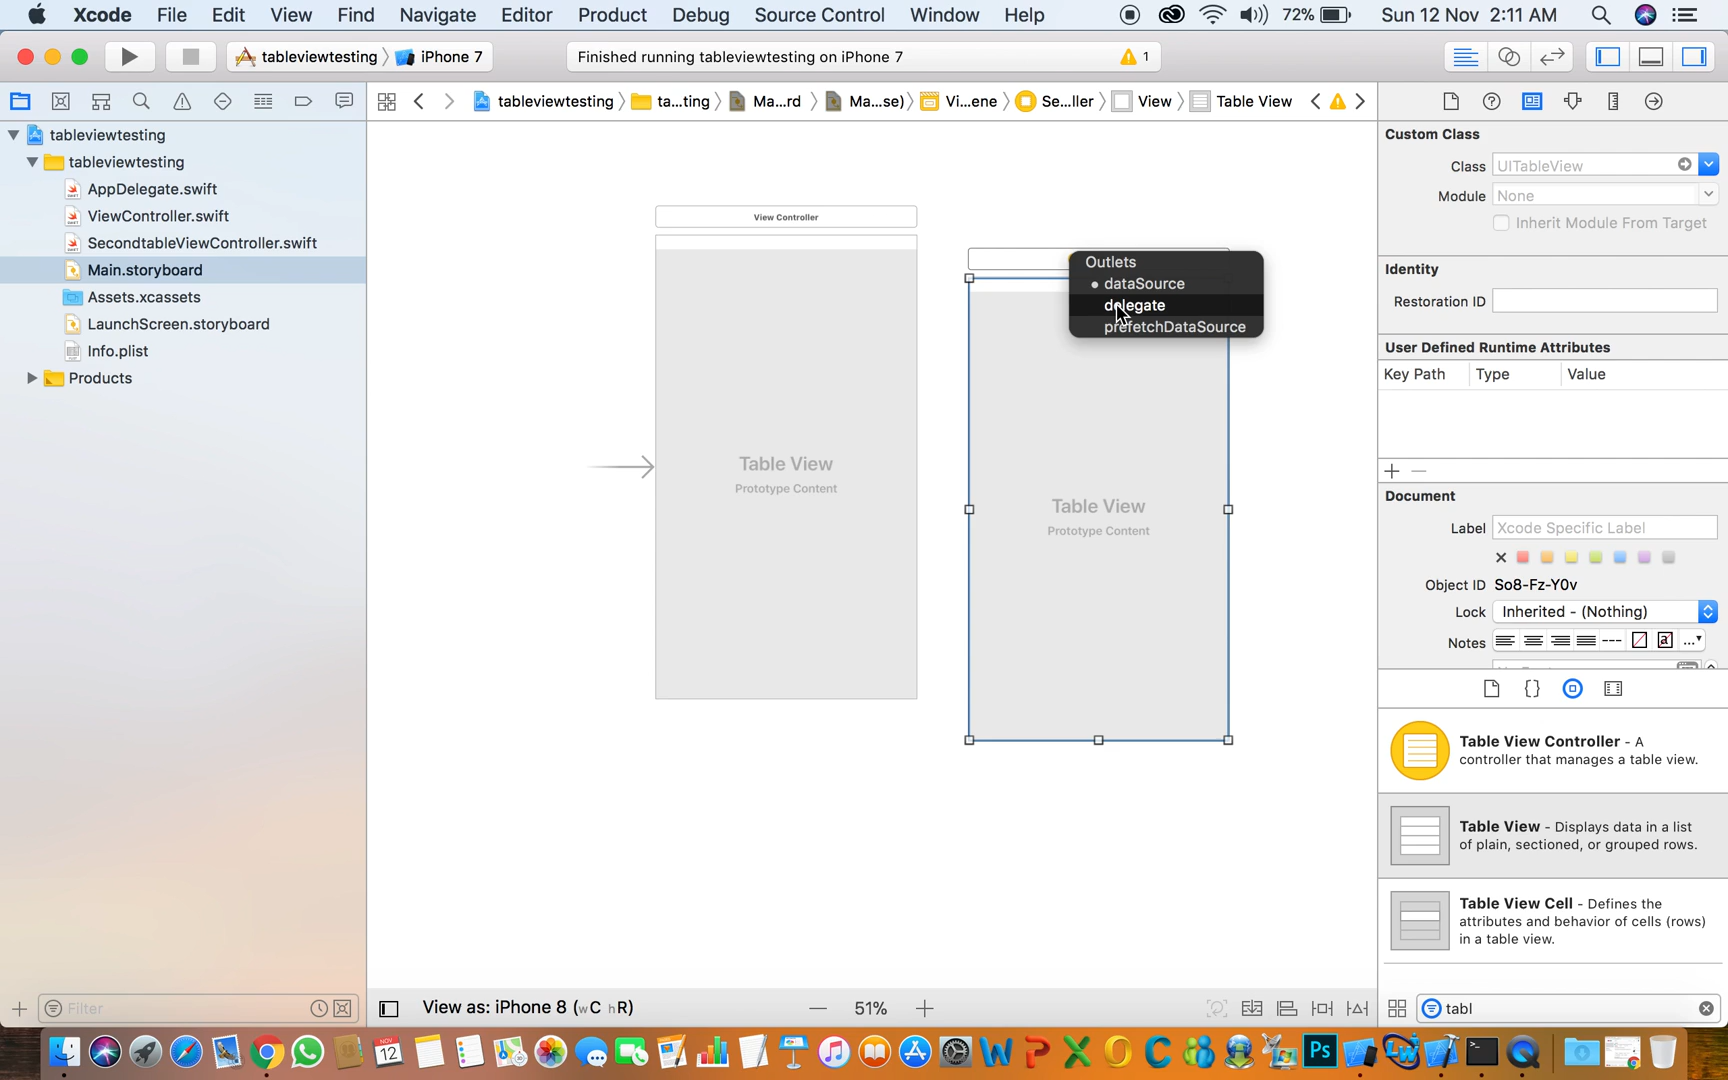 Xcode File Edit View Find Navigate Editor Product Debug Source Control Window Help 72% Sun 12 Nov 2:11 AM
tableviewtesting iPhone 7 Finished running tableviewtesting on iPhone 7 1
tableviewtesting ta...ting Ma...rd Ma...se) Vi...ene Se...ller View Table View
tableviewtesting
tableviewtesting
AppDelegate.swift
ViewController.swift
SecondtableViewController.swift
Main.storyboard
Assets.xcassets
LaunchScreen.storyboard
Info.plist
Products
Filter
View Controller
Table View
Prototype Content
Outlets
dataSource
delegate
prefetchDataSource
Table View
Prototype Content
View as: iPhone 8 (wC hR) 51%
Custom Class
Class UITableView
Module None
Inherit Module From Target
Identity
Restoration ID
User Defined Runtime Attributes
Key Path Type Value
Document
Label Xcode Specific Label
Object ID So8-Fz-Y0v
Lock Inherited - (Nothing)
Notes
Table View Controller - A
controller that manages a table view.
Table View - Displays data in a list
of plain, sectioned, or grouped rows.
Table View Cell - Defines the
attributes and behavior of cells (rows)
in a table view.
tabl
NOV
12
Ps